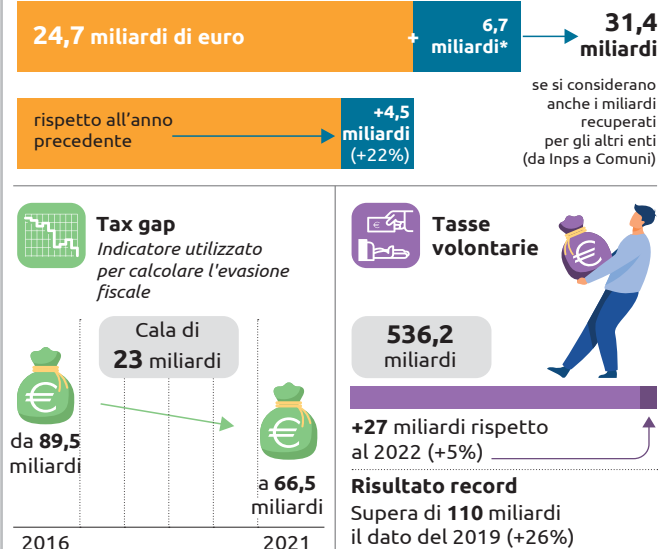 24,7 miliardi di euro
+
6,7
miliardi*
31,4
miliardi
se si considerano
anche i miliardi
recuperati
per gli altri enti
(da Inps a Comuni)
rispetto all’anno
precedente
+4,5
miliardi
(+22%)
Tax gap
Indicatore utilizzato
per calcolare l'evasione
fiscale
Cala di
23 miliardi
€
da 89,5
miliardi
€
a 66,5
miliardi
2016
2021
€
Tasse
volontarie
€
536,2
miliardi
+27 miliardi rispetto
al 2022 (+5%)
Risultato record
Supera di 110 miliardi
il dato del 2019 (+26%)